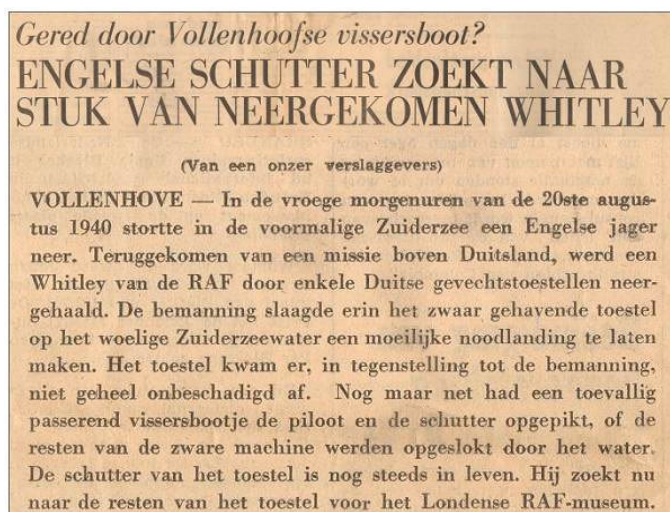 Gered door Vollenhoofse vissersboot?
ENGELSE SCHUTTER ZOEKT NAAR
STUK VAN NEERGEKOMEN WHITLEY
(Van een onzer verslaggevers)
VOLLENHOVE — In de vroege morgenuren van de 20ste augus-
tus 1940 stortte in de voormalige Zuiderzee een Engelse jager
neer. Teruggekomen van een missie boven Duitsland, werd een
Whitley van de RAF door enkele Duitse gevechtstoestellen neer-
gehaald. De bemanning slaagde erin het zwaar gehavende toestel
op het woelige Zuiderzeewater een moeilijke noodlanding te laten
maken. Het toestel kwam er, in tegenstelling tot de bemanning,
niet geheel onbeschadigd af. Nog maar net had een toevallig
passerend vissersbootje de piloot en de schutter opgepikt, of de
resten van de zware machine werden opgeslokt door het water.
De schutter van het toestel is nog steeds in leven. Hij zoekt nu
naar de resten van het toestel voor het Londense RAF-museum.